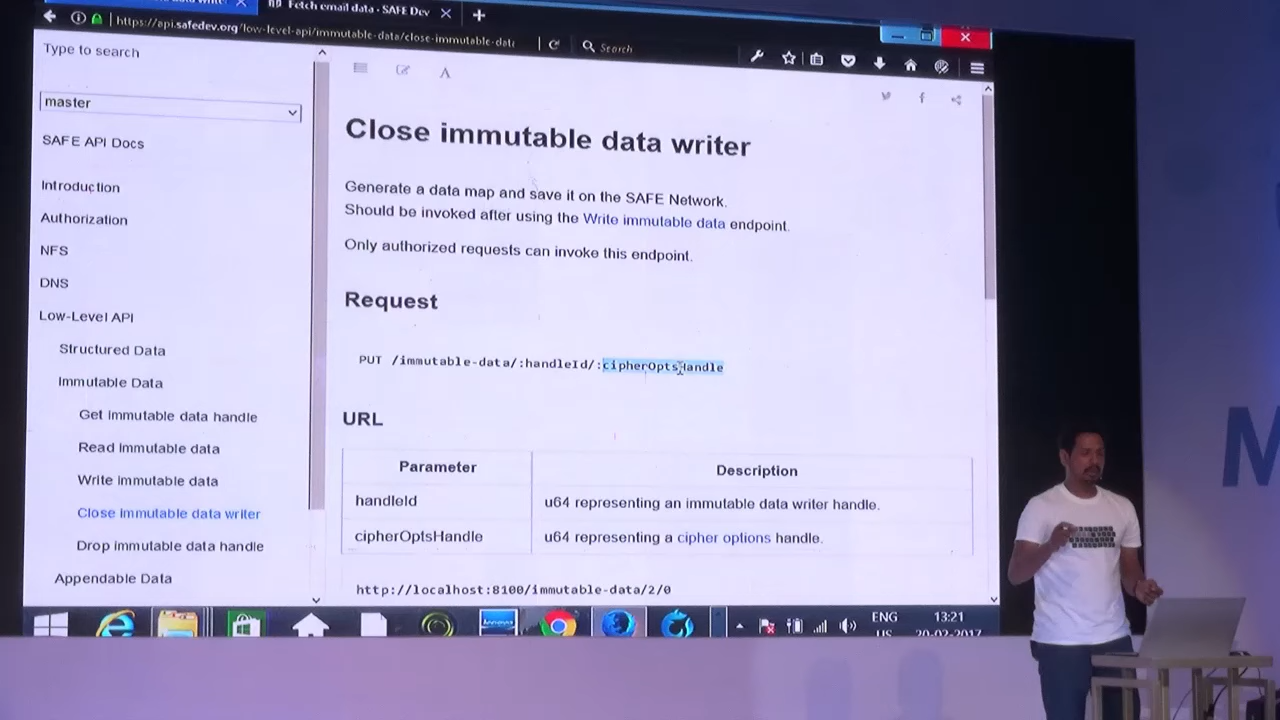 Fetch email data - SAFE Dev
https://api.safedev.org/low-level-api/immutable-data/close-immutable-data
Search
Type to search
master
SAFE API Docs
Introduction
Authorization
NFS
DNS
Low-Level API
Structured Data
Immutable Data
Get immutable data handle
Read immutable data
Write immutable data
Close immutable data writer
Drop immutable data handle
Appendable Data
Close immutable data writer
Generate a data map and save it on the SAFE Network.
Should be invoked after using the Write immutable data endpoint.
Only authorized requests can invoke this endpoint.
Request
PUT /immutable-data/:handleId/:cipherOptsHandle
URL
Parameter Description
handleId u64 representing an immutable data writer handle.
cipherOptsHandle u64 representing a cipher options handle.
http://localhost:8100/immutable-data/2/0
ENG 13:21
US 20-02-2017
M